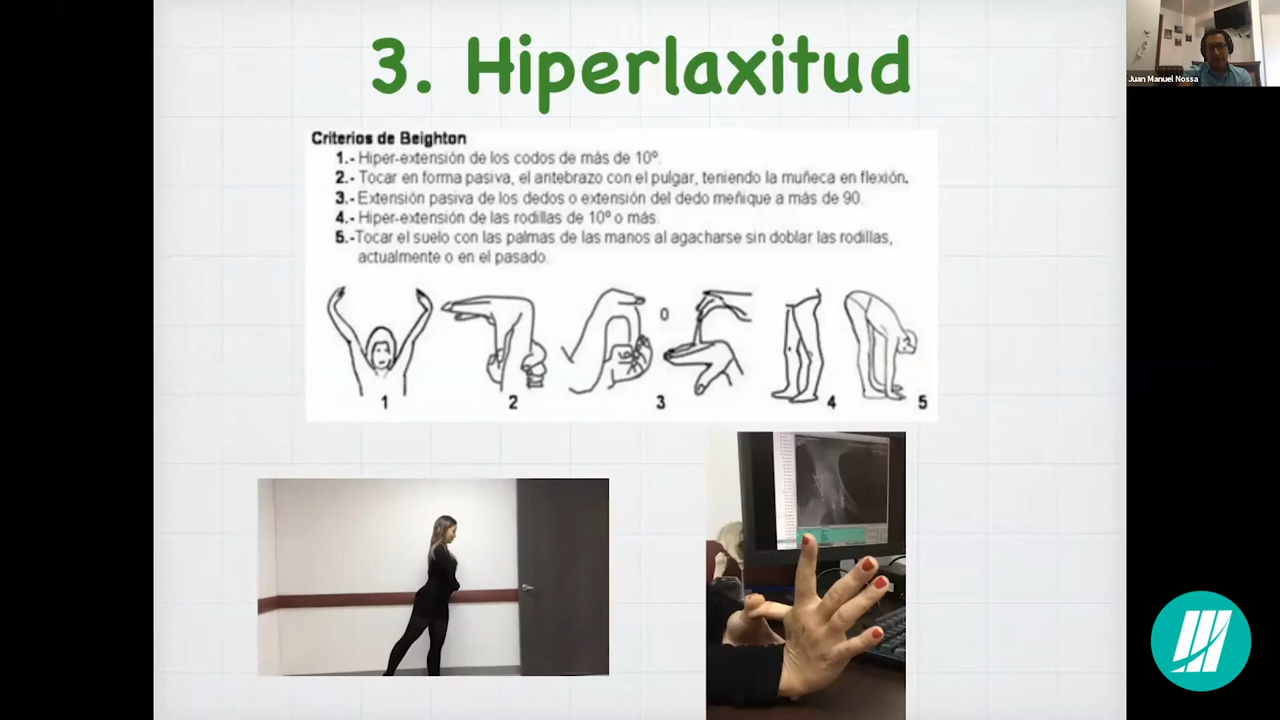 3. Hiperlaxitud
Juan Manuel Nossa
Criterios de Beighton
1.- Hiper-extensión de los codos de más de 10º.
2.- Tocar en forma pasiva, el antebrazo con el pulgar, teniendo la muñeca en flexión.
3.- Extensión pasiva de los dedos o extensión del dedo meñique a más de 90.
4.- Hiper-extensión de las rodillas de 10º o más.
5.-Tocar el suelo con las palmas de las manos al agacharse sin doblar las rodillas,
actualmente o en el pasado.
o
1 2 3 4 5